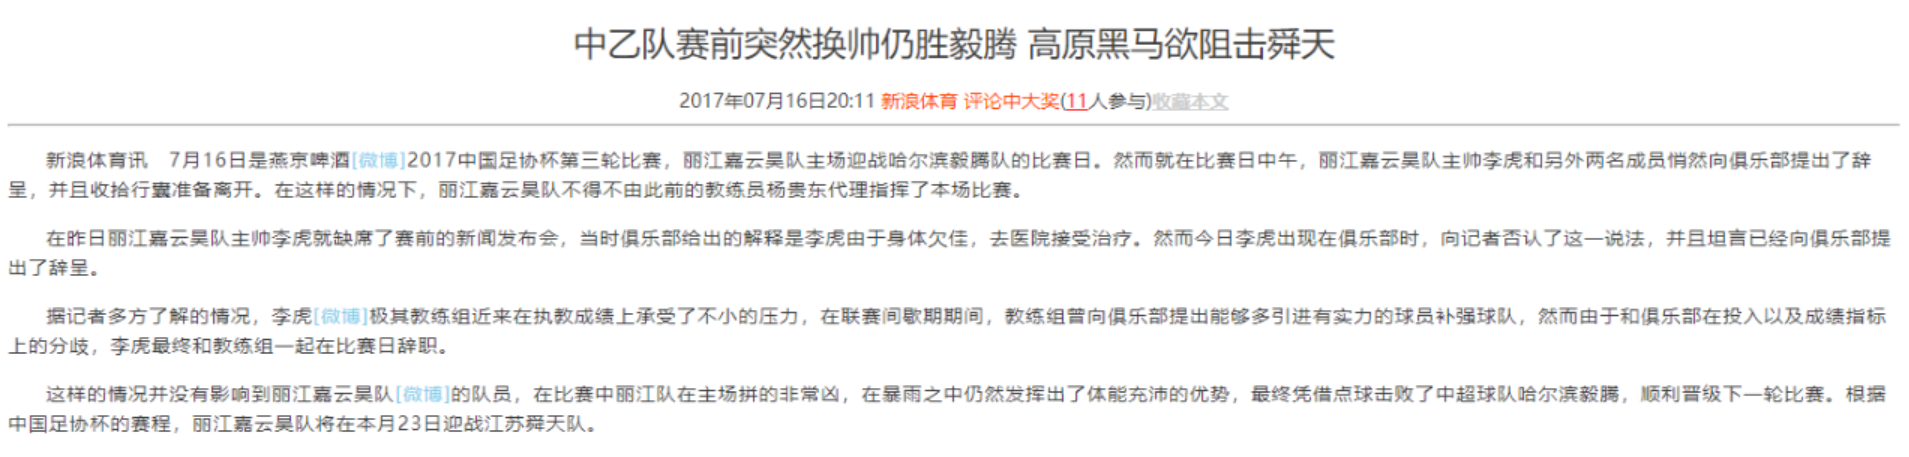 中乙队赛前突然换帅仍胜毅腾 高原黑马欲阻击舜天
2017年07月16日20:11 新浪体育 评论中大奖(11人参与)收藏本文
新浪体育讯　7月16日是燕京啤酒[微博]2017中国足协杯第三轮比赛，丽江嘉云昊队主场迎战哈尔滨毅腾队的比赛日。然而就在比赛日中午，丽江嘉云昊队主帅李虎和另外两名成员悄然向俱乐部提出了辞
呈，并且收拾行囊准备离开。在这样的情况下，丽江嘉云昊队不得不由此前的教练员杨贵东代理指挥了本场比赛。
在昨日丽江嘉云昊队主帅李虎就缺席了赛前的新闻发布会，当时俱乐部给出的解释是李虎由于身体欠佳，去医院接受治疗。然而今日李虎出现在俱乐部时，向记者否认了这一说法，并且坦言已经向俱乐部提
出了辞呈。
据记者多方了解的情况，李虎[微博]极其教练组近来在执教成绩上承受了不小的压力，在联赛间歇期期间，教练组曾向俱乐部提出能够多引进有实力的球员补强球队，然而由于和俱乐部在投入以及成绩指标
上的分歧，李虎最终和教练组一起在比赛日辞职。
这样的情况并没有影响到丽江嘉云昊队[微博]的队员，在比赛中丽江队在主场拼的非常凶，在暴雨之中仍然发挥出了体能充沛的优势，最终凭借点球击败了中超球队哈尔滨毅腾，顺利晋级下一轮比赛。根据
中国足协杯的赛程，丽江嘉云昊队将在本月23日迎战江苏舜天队。